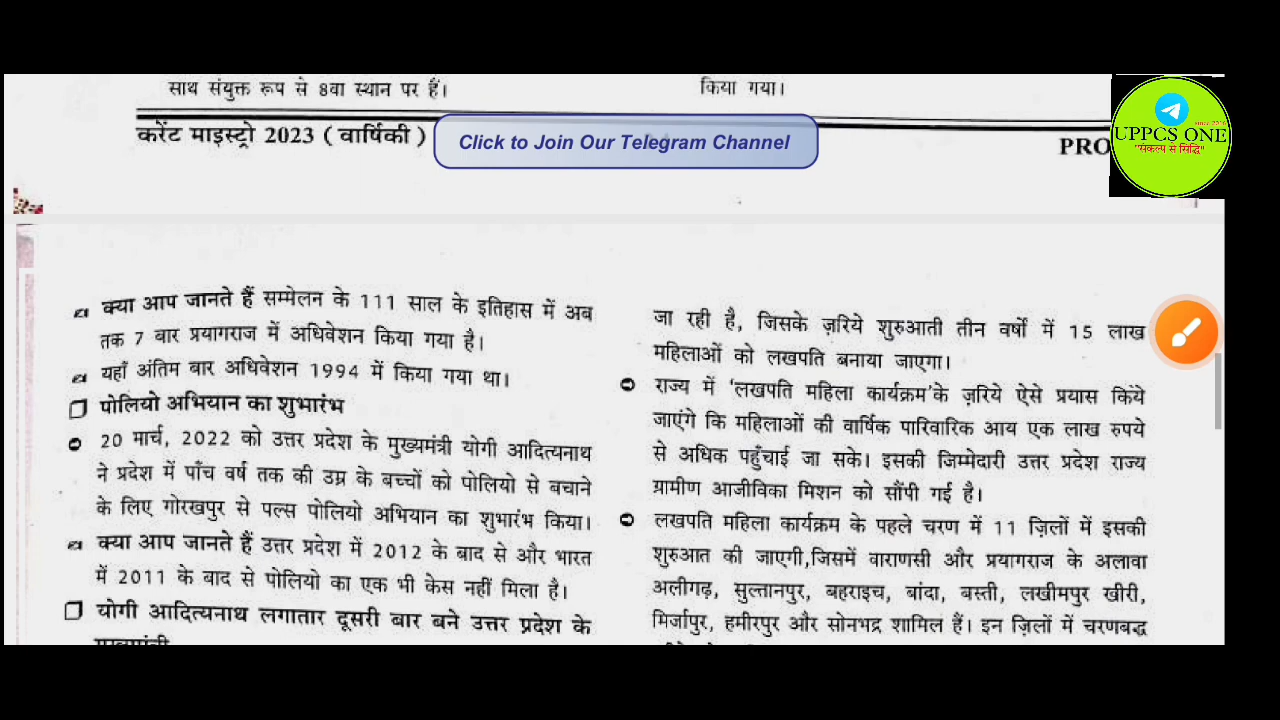 साथ संयुक्त रूप से 8वा स्थान पर हैं।
किया गया।
करेंट माइस्ट्रो 2023 ( वार्षिकी )
Click to Join Our Telegram Channel
PRO
since 2016
UPPCS ONE
"संकल्प से सिद्धि"
क्या आप जानते हैं सम्मेलन के 111 साल के इतिहास में अब
तक 7 बार प्रयागराज में अधिवेशन किया गया है।
यहाँ अंतिम बार अधिवेशन 1994 में किया गया था।
पोलियो अभियान का शुभारंभ
20 मार्च, 2022 को उत्तर प्रदेश के मुख्यमंत्री योगी आदित्यनाथ
ने प्रदेश में पाँच वर्ष तक की उम्र के बच्चों को पोलियो से बचाने
के लिए गोरखपुर से पल्स पोलियो अभियान का शुभारंभ किया।
क्या आप जानते हैं उत्तर प्रदेश में 2012 के बाद से और भारत
में 2011 के बाद से पोलियो का एक भी केस नहीं मिला है।
योगी आदित्यनाथ लगातार दूसरी बार बने उत्तर प्रदेश के
मुख्यमंत्री
जा रही है, जिसके ज़रिये शुरुआती तीन वर्षों में 15 लाख
महिलाओं को लखपति बनाया जाएगा।
राज्य में 'लखपति महिला कार्यक्रम'के ज़रिये ऐसे प्रयास किये
जाएंगे कि महिलाओं की वार्षिक पारिवारिक आय एक लाख रुपये
से अधिक पहुँचाई जा सके। इसकी जिम्मेदारी उत्तर प्रदेश राज्य
ग्रामीण आजीविका मिशन को सौंपी गई है।
लखपति महिला कार्यक्रम के पहले चरण में 11 ज़िलों में इसकी
शुरुआत की जाएगी,जिसमें वाराणसी और प्रयागराज के अलावा
अलीगढ़, सुल्तानपुर, बहराइच, बांदा, बस्ती, लखीमपुर खीरी,
मिर्जापुर, हमीरपुर और सोनभद्र शामिल हैं। इन ज़िलों में चरणबद्ध